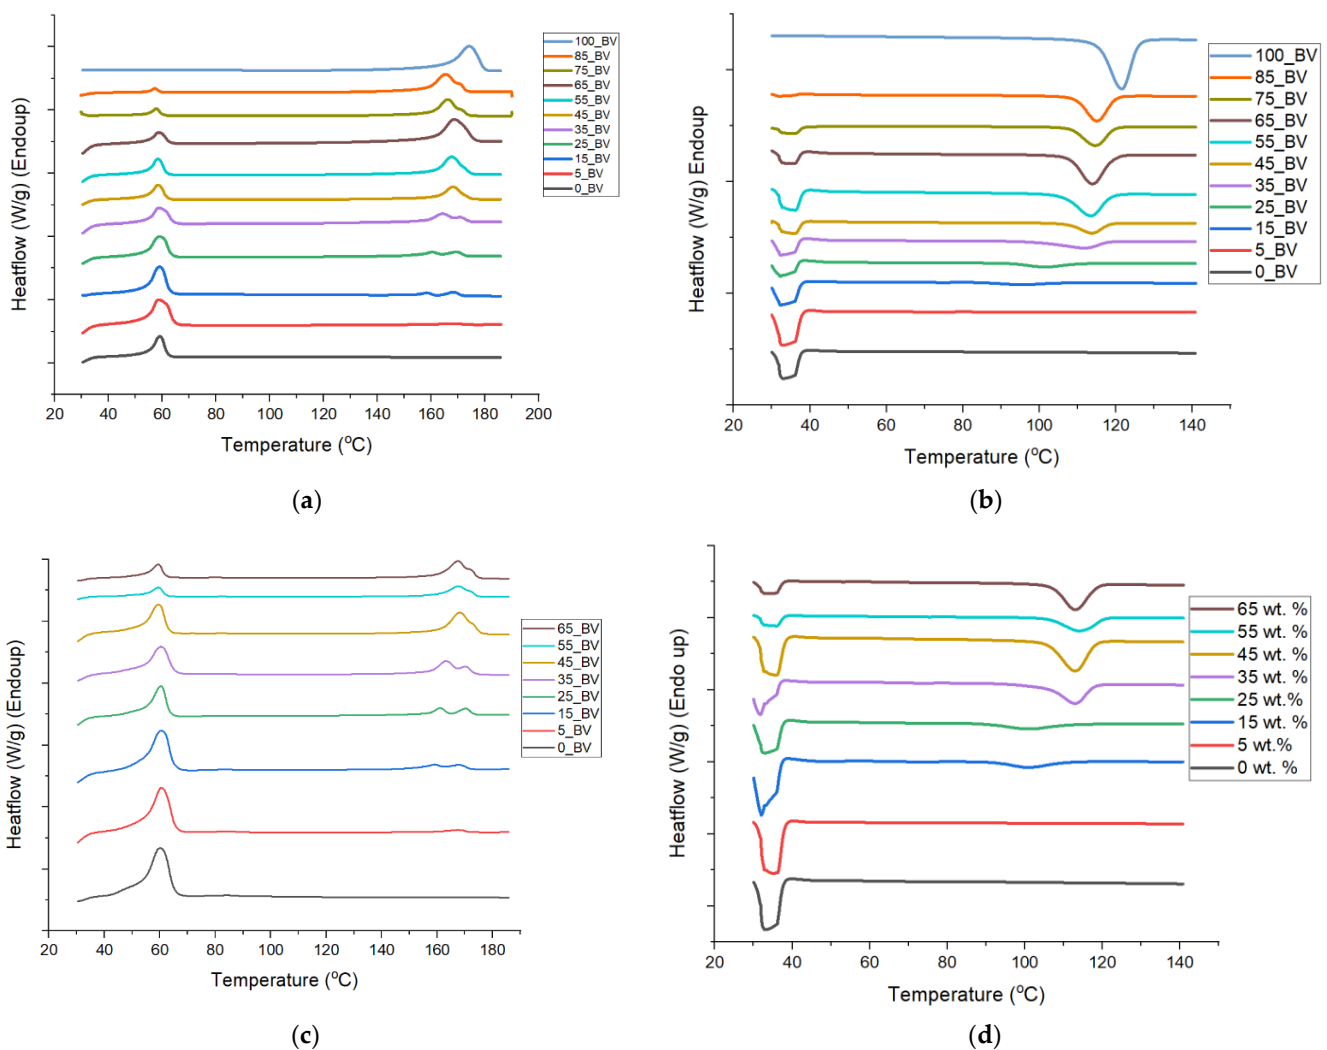 Heatflow (W/g) (Endoup)
100_BV
85_BV
75_BV
65_BV
55_BV
45_BV
35_BV
25_BV
15_BV
5_BV
0_BV
20 40 60 80 100 120 140 160 180 200
Temperature (°C)
(a)
Heatflow (W/g) Endoup
100_BV
85_BV
75_BV
65_BV
55_BV
45_BV
35_BV
25_BV
15_BV
5_BV
0_BV
20 40 60 80 100 120 140
Temperature (°C)
(b)
Heatflow (W/g) (Endoup)
65_BV
55_BV
45_BV
35_BV
25_BV
15_BV
5_BV
0_BV
20 40 60 80 100 120 140 160 180
Temperature (°C)
(c)
Heatflow (W/g) (Endo up)
65 wt. %
55 wt. %
45 wt. %
35 wt. %
25 wt.%
15 wt. %
5 wt.%
0 wt. %
20 40 60 80 100 120 140
Temperature (°C)
(d)